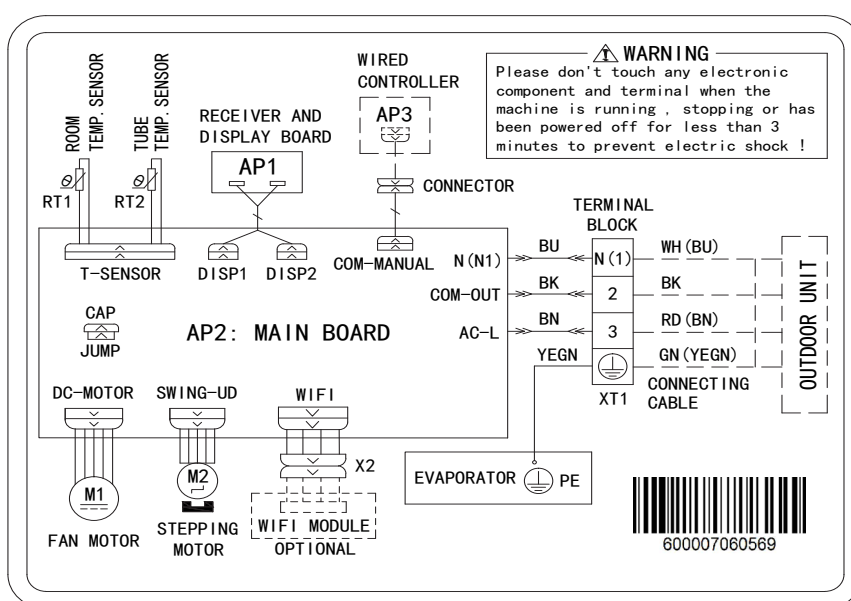 WARNING
Please don't touch any electronic
component and terminal when the
machine is running , stopping or has
been powered off for less than 3
minutes to prevent electric shock !
ROOM
TEMP. SENSOR
TUBE
TEMP. SENSOR
RT1
RT2
RECEIVER AND
DISPLAY BOARD
AP1
WIRED
CONTROLLER
AP3
CONNECTOR
T-SENSOR
DISP1
DISP2
COM-MANUAL
CAP
JUMP
AP2: MAIN BOARD
N(N1)
COM-OUT
AC-L
BU
BK
BN
YEGN
TERMINAL
BLOCK
N(1)
2
3
XT1
WH(BU)
BK
RD(BN)
GN(YEGN)
CONNECTING
CABLE
OUTDOOR UNIT
DC-MOTOR
SWING-UD
WIFI
X2
M1
FAN MOTOR
M2
STEPPING
MOTOR
WIFI MODULE
OPTIONAL
EVAPORATOR
PE
600007060569